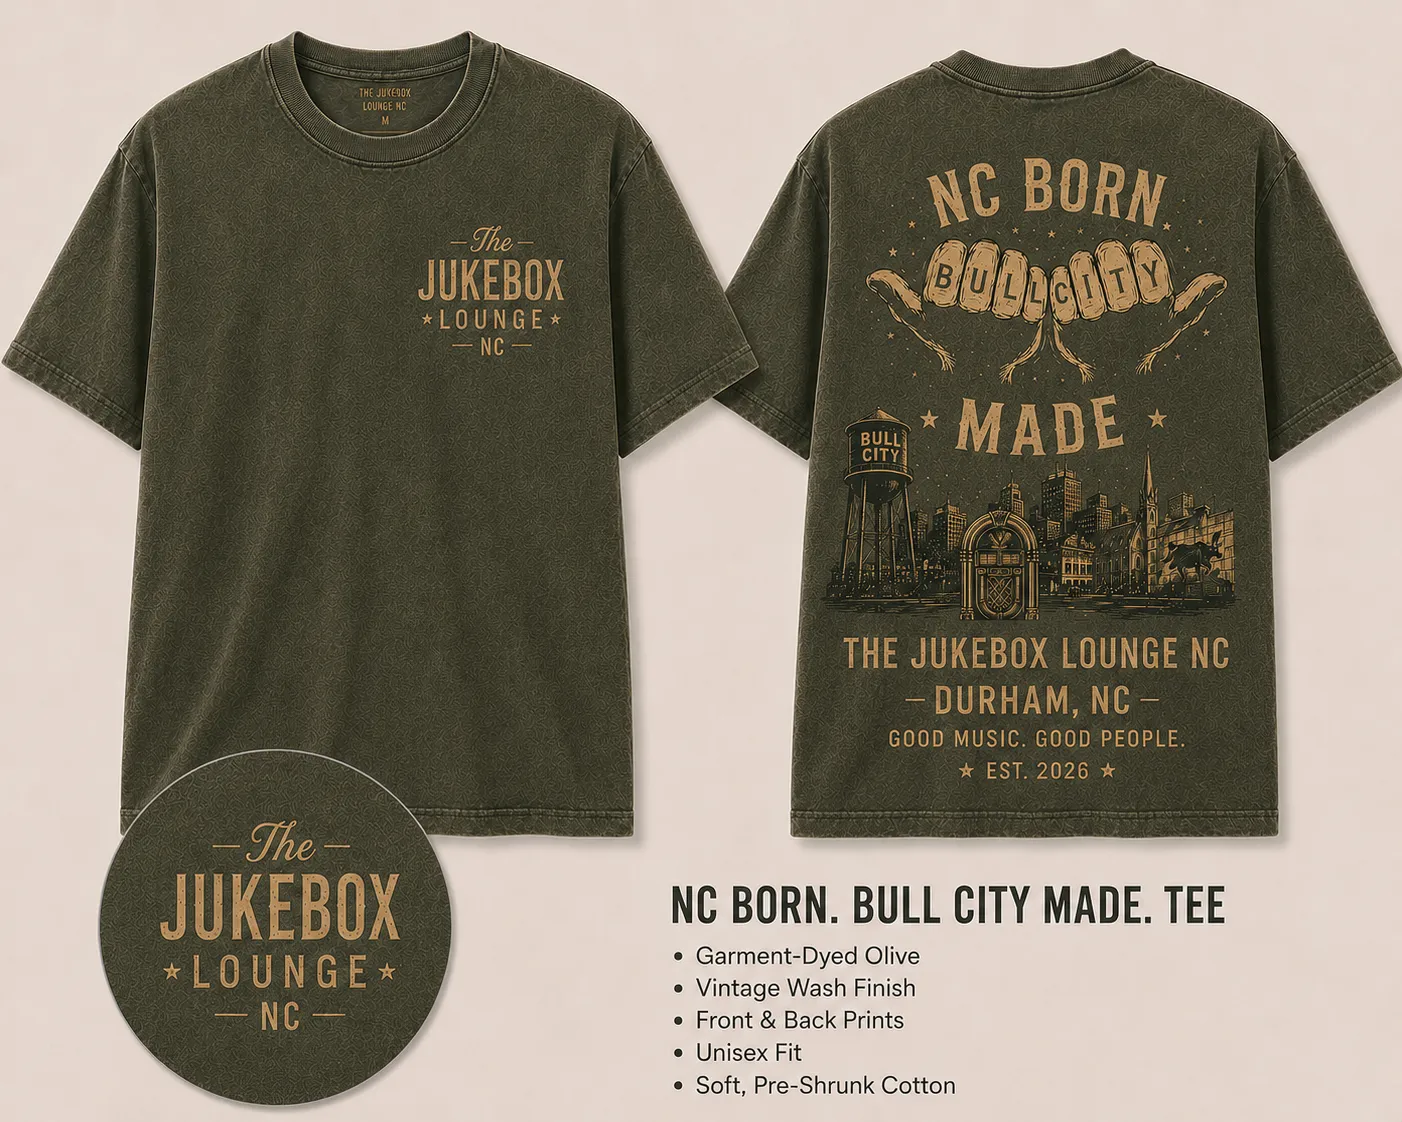 THE JUKEBOX
LOUNGE NC
M
The
JUKEBOX
LOUNGE
NC
NC BORN
BULL CITY
MADE
BULL
CITY
THE JUKEBOX LOUNGE NC
DURHAM, NC
GOOD MUSIC. GOOD PEOPLE.
EST. 2026
The
JUKEBOX
LOUNGE
NC
NC BORN. BULL CITY MADE. TEE
• Garment-Dyed Olive
• Vintage Wash Finish
• Front & Back Prints
• Unisex Fit
• Soft, Pre-Shrunk Cotton